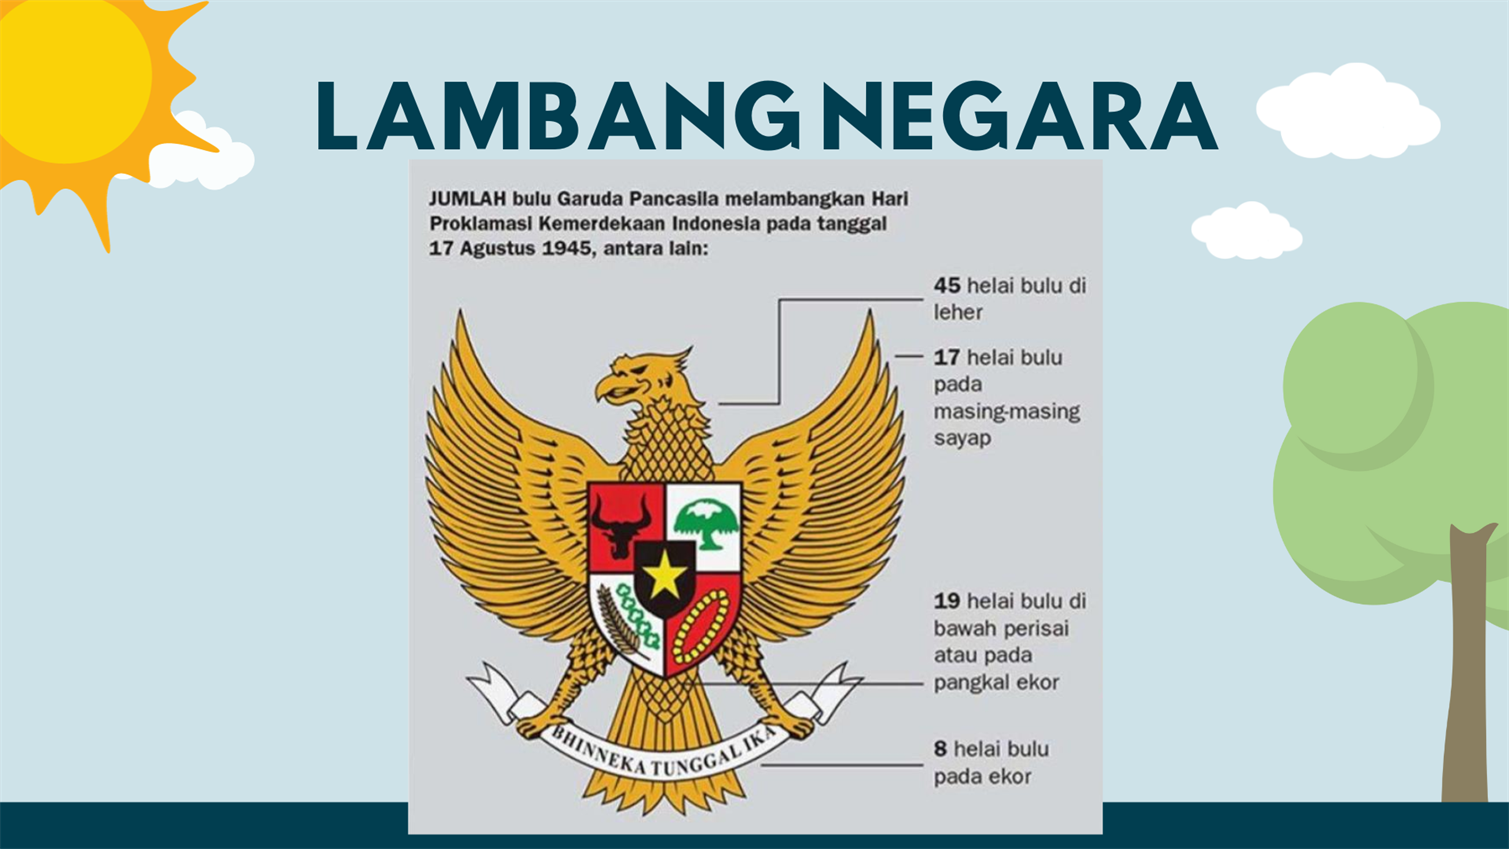 LAMBANG NEGARA
JUMLAH bulu Garuda Pancasila melambangkan Hari
Proklamasi Kemerdekaan Indonesia pada tanggal
17 Agustus 1945, antara lain:
45 helai bulu di
leher
17 helai bulu
pada
masing-masing
sayap
19 helai bulu di
bawah perisai
atau pada
pangkal ekor
8 helai bulu
pada ekor
BHINNEKA TUNGGAL IKA